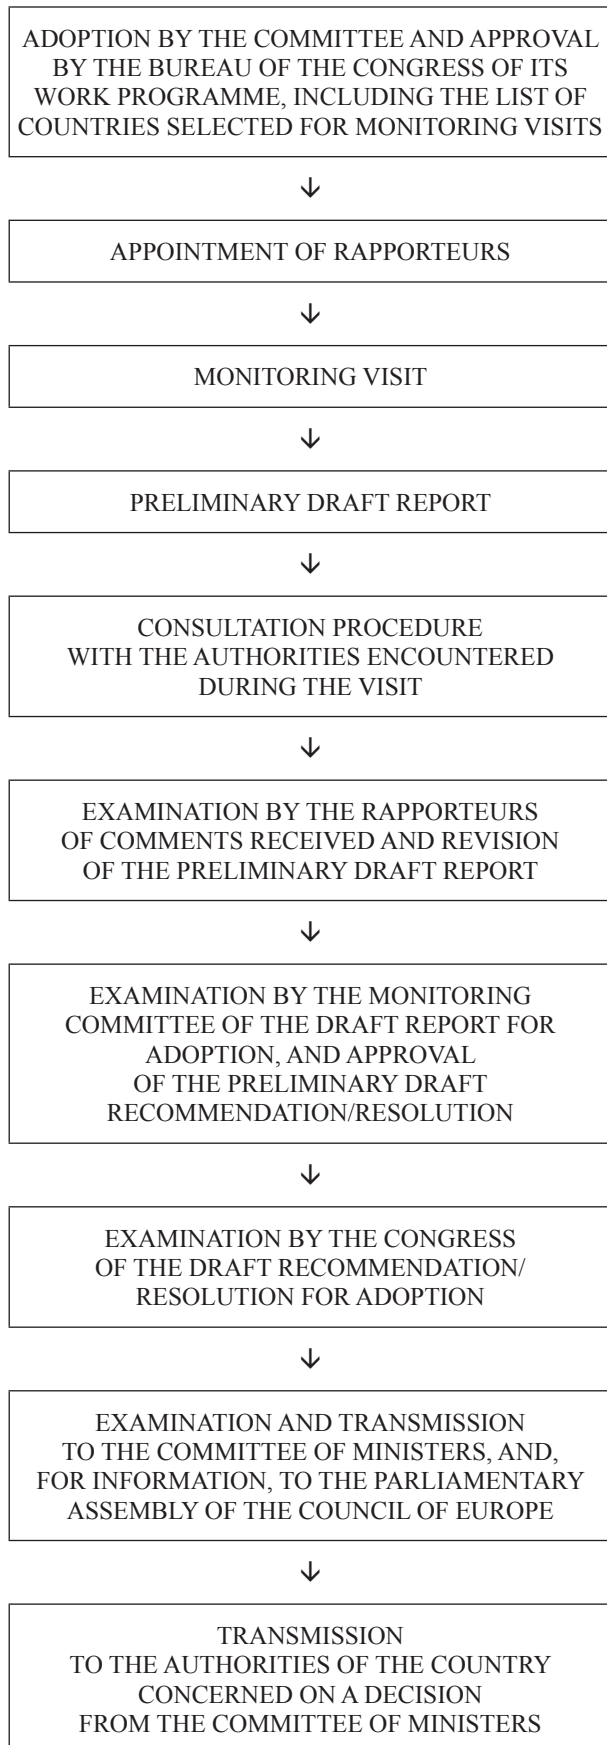 ADOPTION BY THE COMMITTEE AND APPROVAL
BY THE BUREAU OF THE CONGRESS OF ITS
WORK PROGRAMME, INCLUDING THE LIST OF
COUNTRIES SELECTED FOR MONITORING VISITS
↓
APPOINTMENT OF RAPPORTEURS
↓
MONITORING VISIT
↓
PRELIMINARY DRAFT REPORT
↓
CONSULTATION PROCEDURE
WITH THE AUTHORITIES ENCOUNTERED
DURING THE VISIT
↓
EXAMINATION BY THE RAPPORTEURS
OF COMMENTS RECEIVED AND REVISION
OF THE PRELIMINARY DRAFT REPORT
↓
EXAMINATION BY THE MONITORING
COMMITTEE OF THE DRAFT REPORT FOR
ADOPTION, AND APPROVAL
OF THE PRELIMINARY DRAFT
RECOMMENDATION/RESOLUTION
↓
EXAMINATION BY THE CONGRESS
OF THE DRAFT RECOMMENDATION/
RESOLUTION FOR ADOPTION
↓
EXAMINATION AND TRANSMISSION
TO THE COMMITTEE OF MINISTERS, AND,
FOR INFORMATION, TO THE PARLIAMENTARY
ASSEMBLY OF THE COUNCIL OF EUROPE
↓
TRANSMISSION
TO THE AUTHORITIES OF THE COUNTRY
CONCERNED ON A DECISION
FROM THE COMMITTEE OF MINISTERS